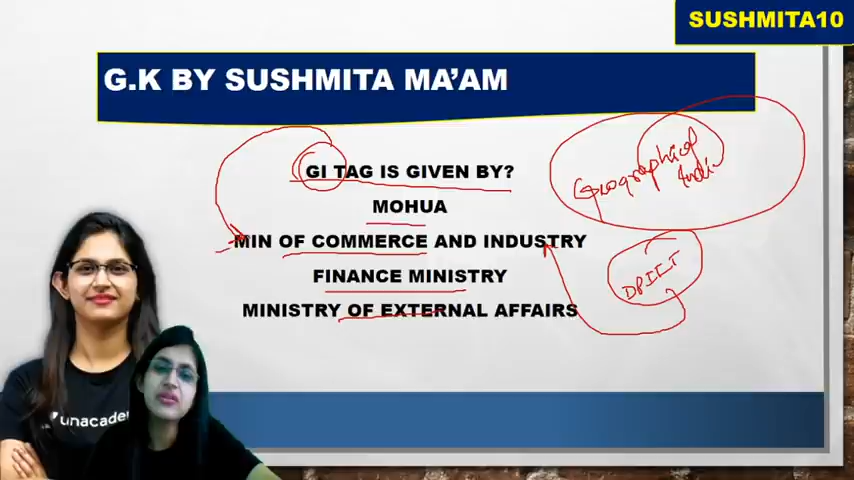 SUSHMITA10
G.K BY SUSHMITA MA'AM
GI TAG IS GIVEN BY?
MOHUA
MIN OF COMMERCE AND INDUSTRY
FINANCE MINISTRY
MINISTRY OF EXTERNAL AFFAIRS
Geographical
Indic
DPIIT
unacade